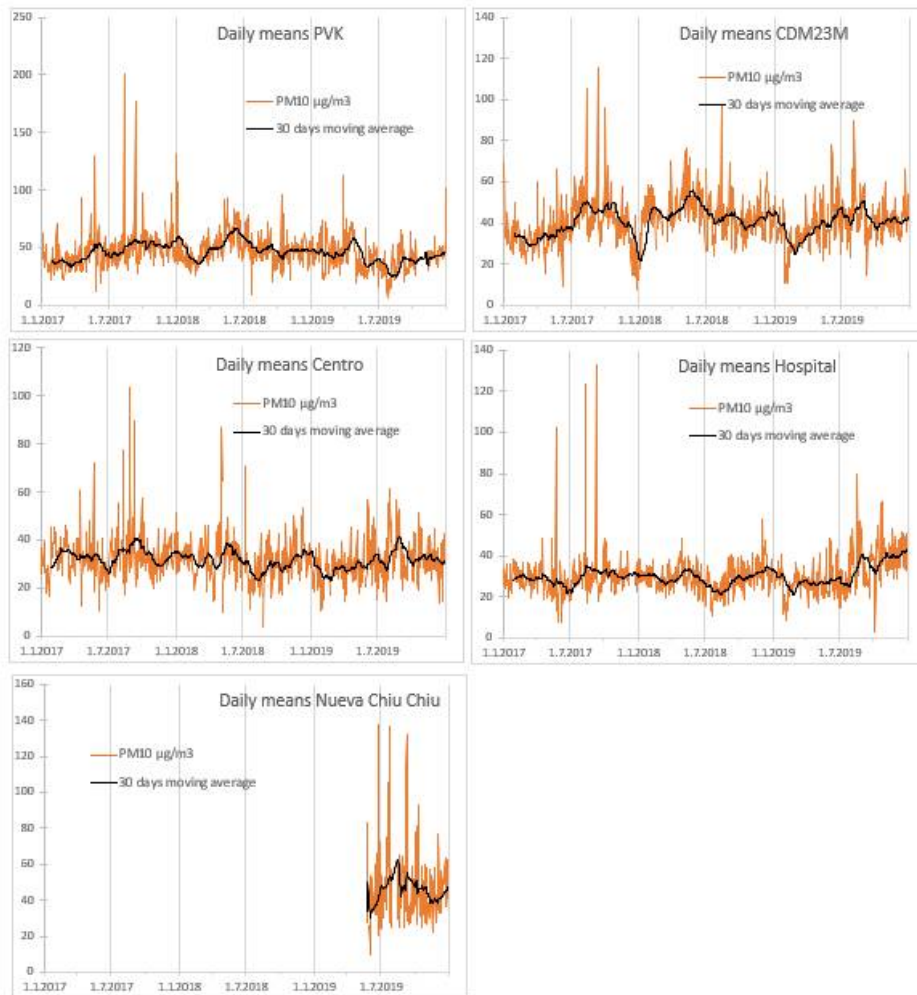 Daily means PVK
250
200
150
100
50
0
PM10 µg/m3
30 days moving average
1.1.2017 1.7.2017 1.1.2018 1.7.2018 1.1.2019 1.7.2019
Daily means CDM23M
140
120
100
80
60
40
20
0
PM10 µg/m3
30 days moving average
1.1.2017 1.7.2017 1.1.2018 1.7.2018 1.1.2019 1.7.2019
Daily means Centro
120
100
80
60
40
20
0
PM10 µg/m3
30 days moving average
1.1.2017 1.7.2017 1.1.2018 1.7.2018 1.1.2019 1.7.2019
Daily means Hospital
140
120
100
80
60
40
20
0
PM10 µg/m3
30 days moving average
1.1.2017 1.7.2017 1.1.2018 1.7.2018 1.1.2019 1.7.2019
Daily means Nueva Chiu Chiu
160
140
120
100
80
60
40
20
0
PM10 µg/m3
30 days moving average
1.1.2017 1.7.2017 1.1.2018 1.7.2018 1.1.2019 1.7.2019